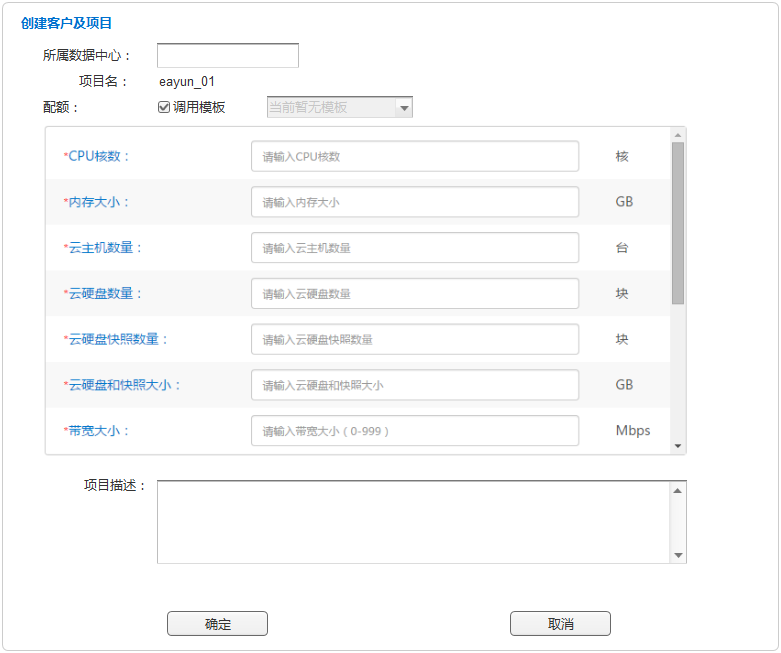 创建客户及项目
所属数据中心：
项目名： eayun_01
配额： 调用模板 当前暂无模板
*CPU核数： 请输入CPU核数 核
*内存大小： 请输入内存大小 GB
*云主机数量： 请输入云主机数量 台
*云硬盘数量： 请输入云硬盘数量 块
*云硬盘快照数量： 请输入云硬盘快照数量 块
*云硬盘和快照大小： 请输入云硬盘和快照大小 GB
*带宽大小： 请输入带宽大小（0-999） Mbps
项目描述：
确定 取消